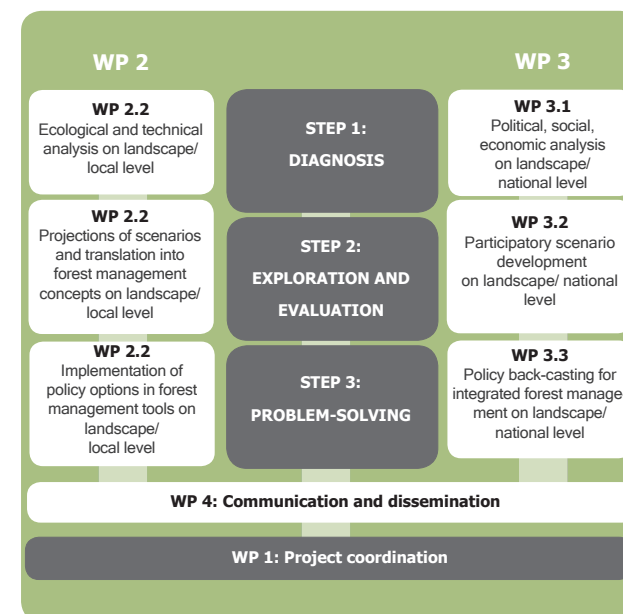 WP 2
WP 2.2
Ecological and technical
analysis on landscape/
local level
WP 2.2
Projections of scenarios
and translation into
forest management
concepts on landscape/
local level
WP 2.2
Implementation of
policy options in forest
management tools on
landscape/
local level
STEP 1:
DIAGNOSIS
STEP 2:
EXPLORATION AND
EVALUATION
STEP 3:
PROBLEM-SOLVING
WP 3
WP 3.1
Political, social,
economic analysis
on landscape/
national level
WP 3.2
Participatory scenario
development
on landscape/ national
level
WP 3.3
Policy back-casting for
integrated forest manage-
ment on landscape/
national level
WP 4: Communication and dissemination
WP 1: Project coordination